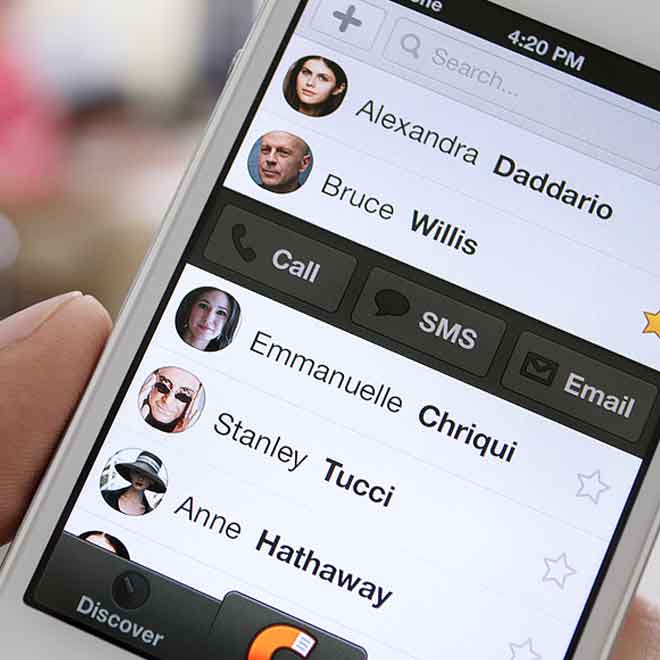 4:20 PM
Search...
Alexandra Daddario
Bruce Willis
Call
SMS
Email
Emmanuelle Chriqui
Stanley Tucci
Anne Hathaway
Discover